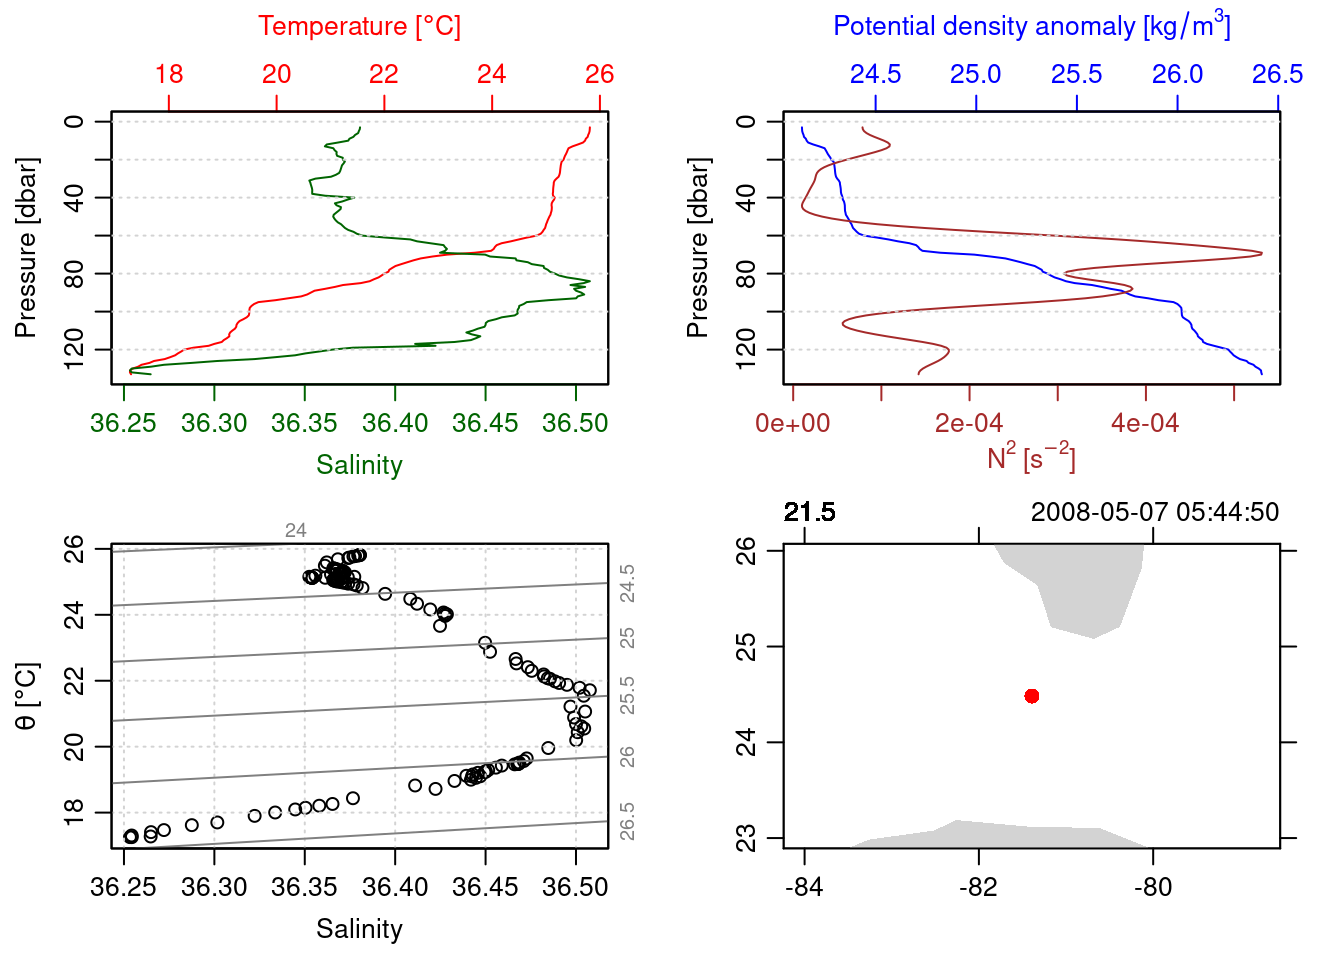 Temperature [°C]
18 20 22 24 26
Pressure [dbar]
0 40 80 120
36.25 36.30 36.35 36.40 36.45 36.50
Salinity
Potential density anomaly [kg/m³]
24.5 25.0 25.5 26.0 26.5
Pressure [dbar]
0 40 80 120
0e+00 2e-04 4e-04
N² [s⁻²]
24
θ [°C]
26 24 22 20 18
24.5 25 25.5 26 26.5
36.25 36.30 36.35 36.40 36.45 36.50
Salinity
21.5 2008-05-07 05:44:50
26 25 24 23
-84 -82 -80